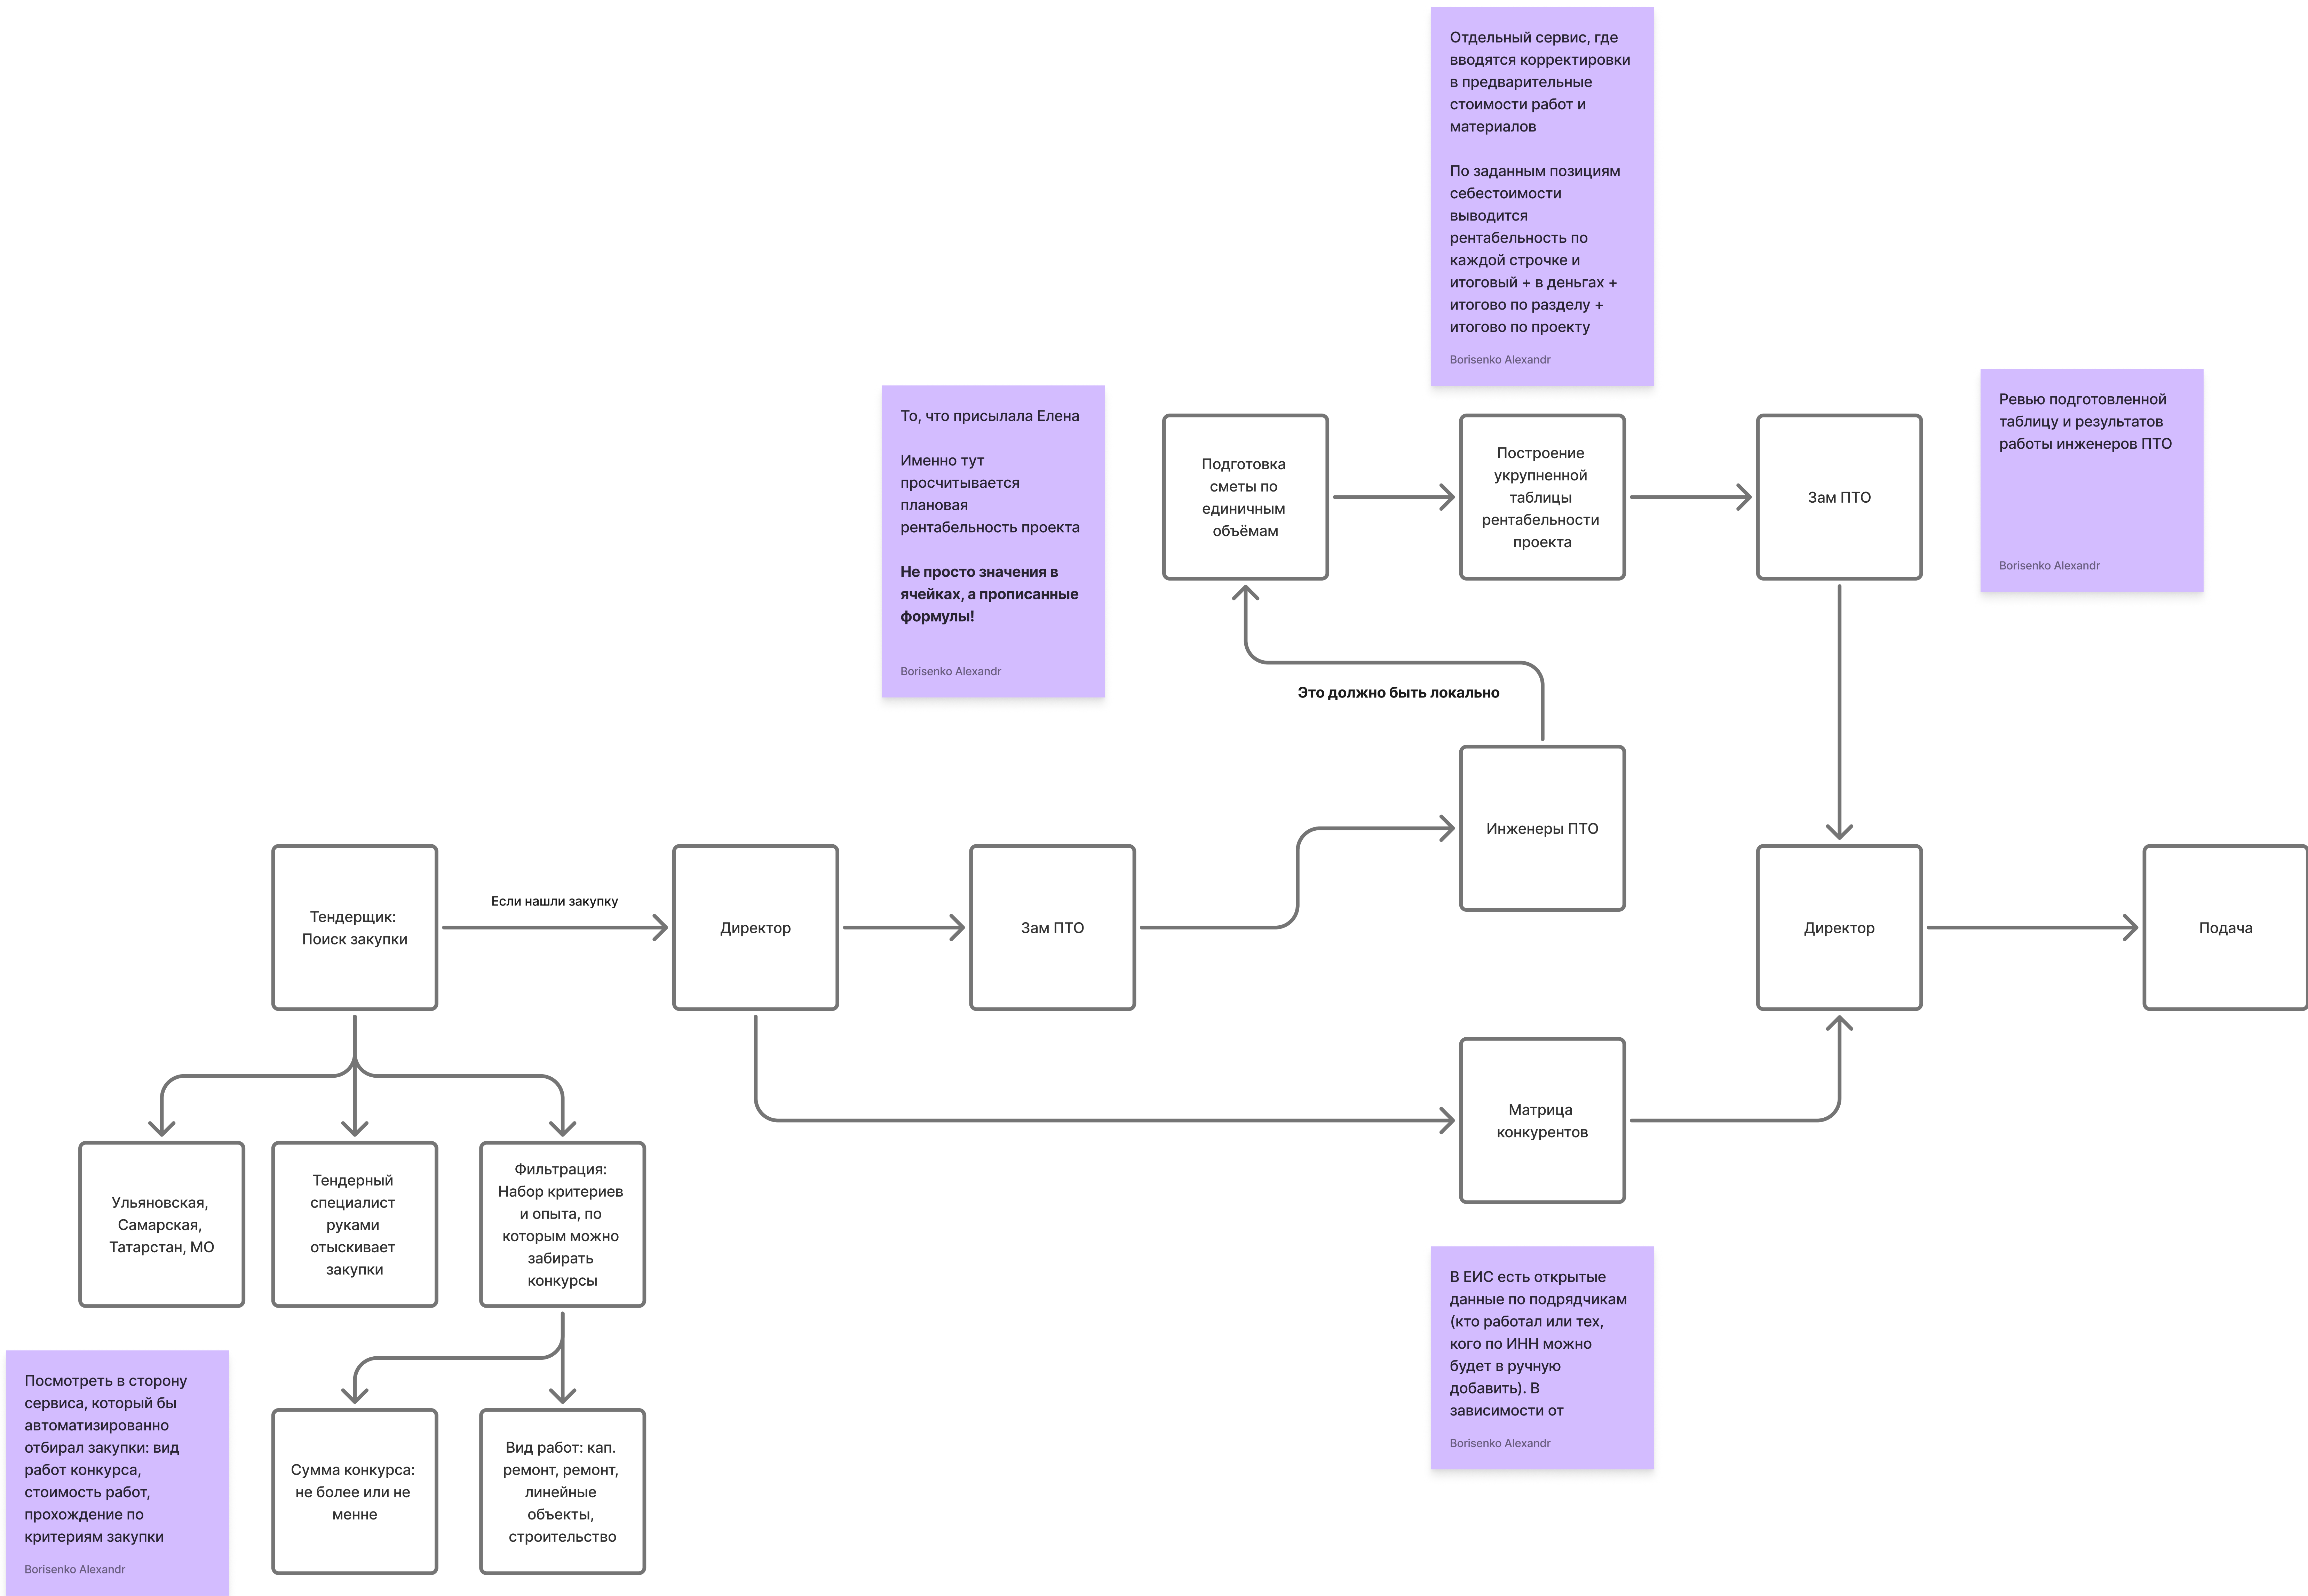 Отдельный сервис, где
вводятся корректировки
в предварительные
стоимости работ и
материалов
По заданным позициям
себестоимости
выводится
рентабельность по
каждой строчке и
итоговый + в деньгах +
итогово по разделу +
итогово по проекту
Borisenko Alexandr
То, что присылала Елена
Именно тут
просчитывается
плановая
рентабельность проекта
Не просто значения в
ячейках, а прописанные
формулы!
Borisenko Alexandr
Подготовка
сметы по
единичным
объёмам
Построение
укрупненной
таблицы
рентабельности
проекта
Зам ПТО
Ревью подготовленной
таблицу и результатов
работы инженеров ПТО
Borisenko Alexandr
Это должно быть локально
Инженеры ПТО
Тендерщик:
Поиск закупки
Если нашли закупку
Директор
Зам ПТО
Директор
Подача
Матрица
конкурентов
Ульяновская,
Самарская,
Татарстан, МО
Тендерный
специалист
руками
отыскивает
закупки
Фильтрация:
Набор критериев
и опыта, по
которым можно
забирать
конкурсы
В ЕИС есть открытые
данные по подрядчикам
(кто работал или тех,
кого по ИНН можно
будет в ручную
добавить). В
зависимости от
Borisenko Alexandr
Посмотреть в сторону
сервиса, который бы
автоматизированно
отбирал закупки: вид
работ конкурса,
стоимость работ,
прохождение по
критериям закупки
Borisenko Alexandr
Сумма конкурса:
не более или не
менне
Вид работ: кап.
ремонт, ремонт,
линейные
объекты,
строительство